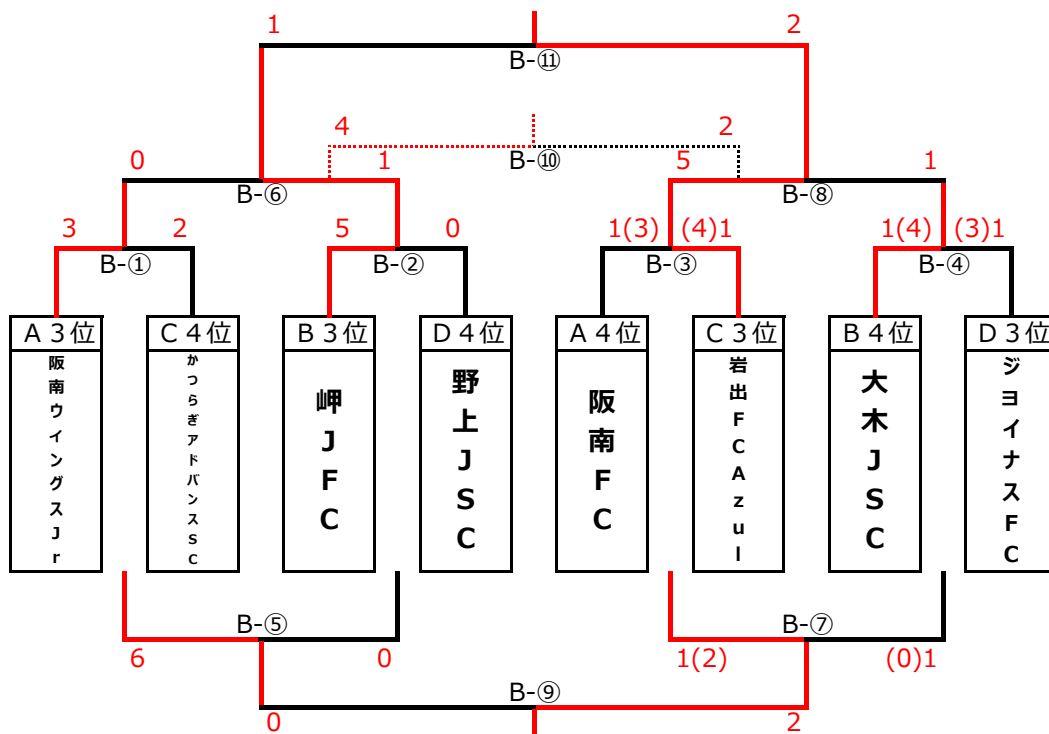 1 2
B-⑪
4 2
B-⑩
0 1 5 1
B-⑥ B-⑧
3 2 5 0 1(3) (4)1 1(4) (3)1
B-① B-② B-③ B-④
A３位 C４位 B３位 D４位 A４位 C３位 B４位 D３位
阪南ウイングスJr
かつらぎアドバンスSC
岬JFC
野上JSC
阪南FC
岩出FCAzul
大木JSC
ジョイナスFC
B-⑤ B-⑦
6 0 1(2) (0)1
B-⑨
0 2